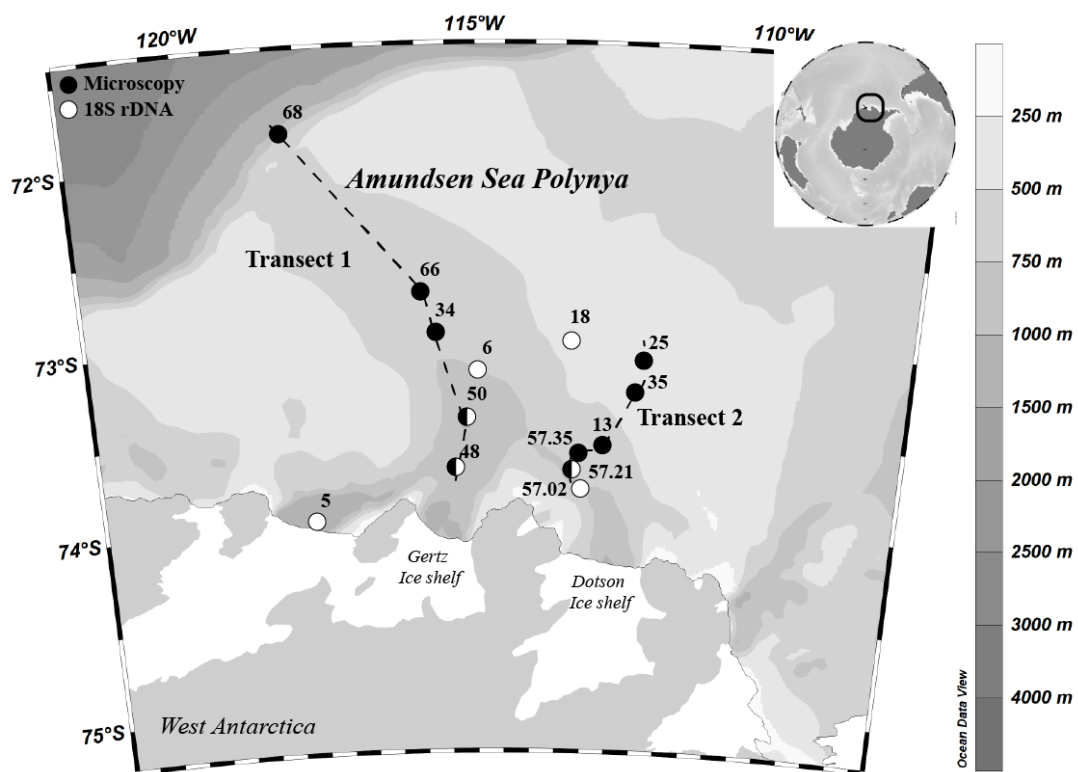 120°W
115°W
110°W
Microscopy
18S rDNA
68
72°S
Amundsen Sea Polynya
Transect 1
66
34
18
6
25
73°S
35
50
Transect 2
13
57.35
48
57.21
57.02
5
74°S
Gertz
Ice shelf
Dotson
Ice shelf
75°S
West Antarctica
250 m
500 m
750 m
1000 m
1500 m
2000 m
2500 m
3000 m
4000 m
Ocean Data View